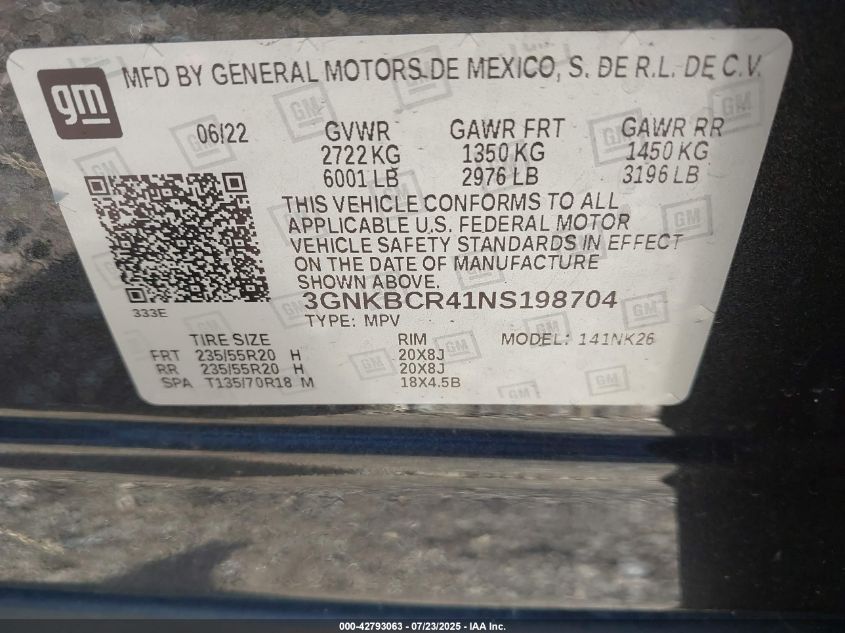 gm
MFD BY GENERAL MOTORS DE MEXICO, S. DE R.L. DE C.V.
06/22 GVWR GAWR FRT GAWR RR
2722 KG 1350 KG 1450 KG
6001 LB 2976 LB 3196 LB
THIS VEHICLE CONFORMS TO ALL
APPLICABLE U.S. FEDERAL MOTOR
VEHICLE SAFETY STANDARDS IN EFFECT
ON THE DATE OF MANUFACTURE
SHOWN ABOVE.
333E
3GNKBCR41NS198704
TYPE: MPV
TIRE SIZE RIM MODEL: 141NK26
FRT 235/55R20 H 20X8J
RR 235/55R20 H 20X8J
SPA T135/70R18 M 18X4.5B
000-42793063 - 07/23/2025 - IAA Inc.